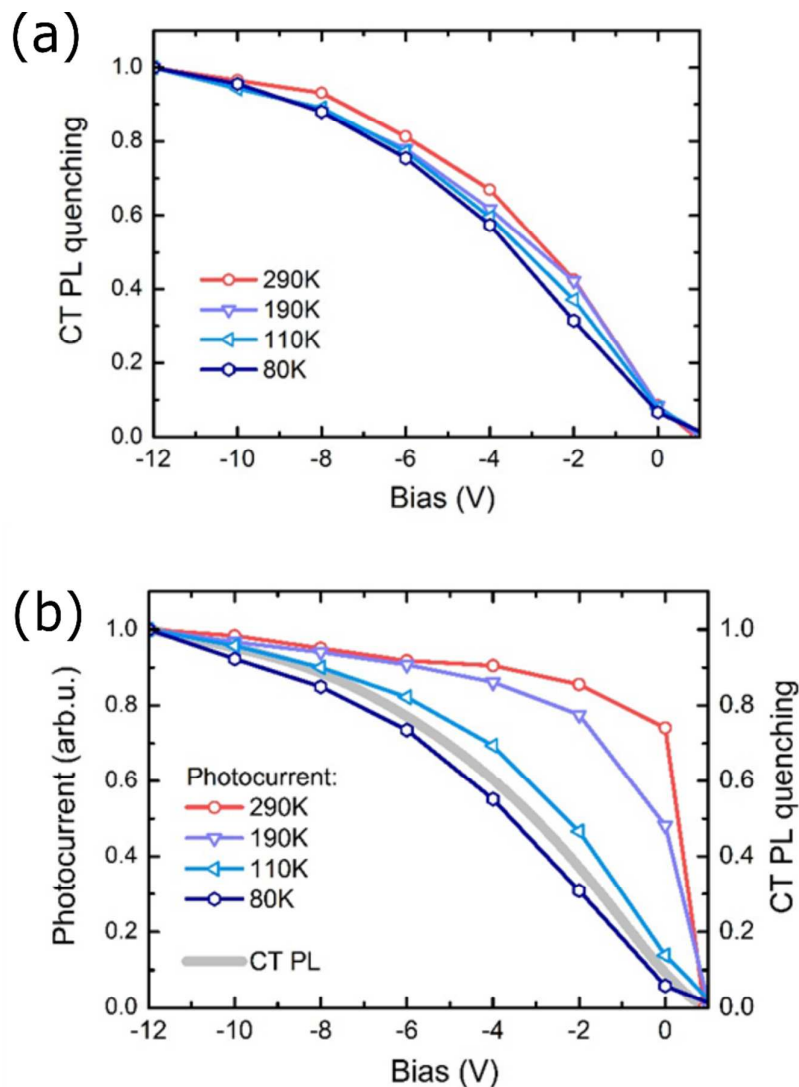 (a)
1.0
0.8
0.6
0.4
0.2
0.0
CT PL quenching
290K
190K
110K
80K
-12 -10 -8 -6 -4 -2 0
Bias (V)
(b)
1.0
0.8
0.6
0.4
0.2
0.0
Photocurrent (arb.u.)
Photocurrent:
290K
190K
110K
80K
CT PL
1.0
0.8
0.6
0.4
0.2
0.0
CT PL quenching
-12 -10 -8 -6 -4 -2 0
Bias (V)